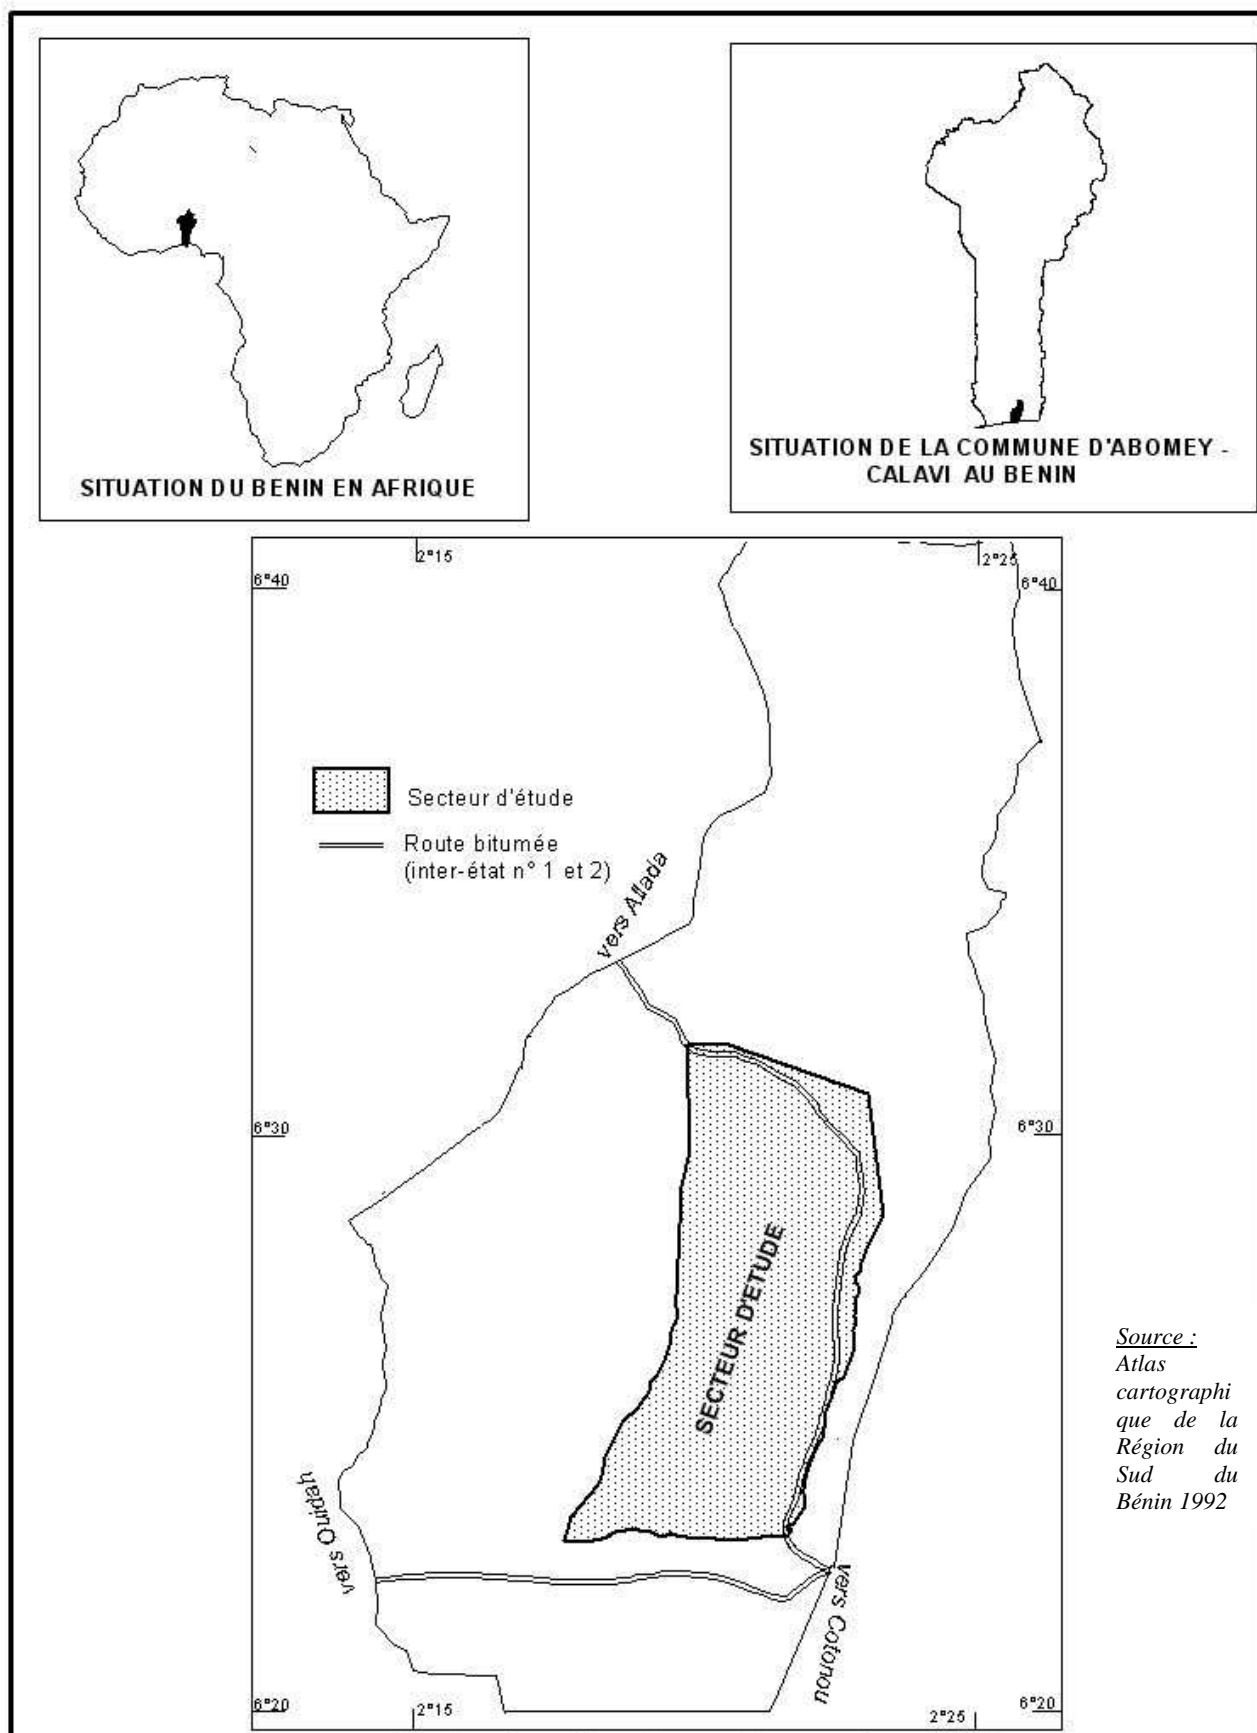 SITUATION DU BENIN EN AFRIQUE
SITUATION DE LA COMMUNE D'ABOMEY -
CALAVI AU BENIN
2°15
2°25
6°40
6°40
Secteur d'étude
Route bitumée
(inter-état n° 1 et 2)
vers Allada
6°30
6°30
SECTEUR D'ETUDE
Source :
Atlas
cartographi
que de la
Région du
Sud du
Bénin 1992
vers Ouidah
vers Cotonou
6°20
2°15
2°25
6°20